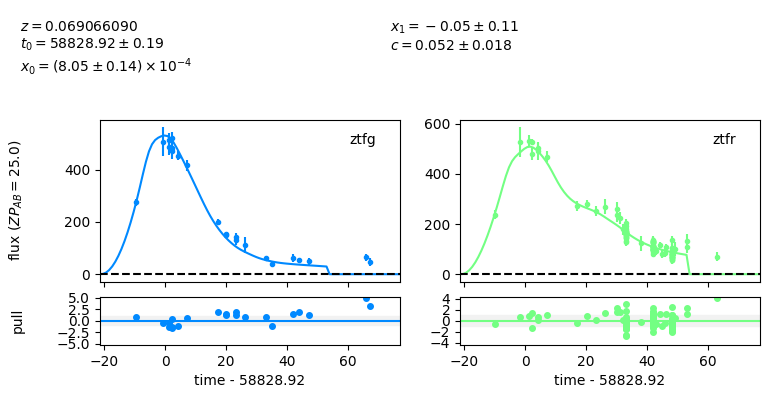 z = 0.069066090
t₀ = 58828.92 ± 0.19
x₀ = (8.05 ± 0.14) × 10⁻⁴
x₁ = −0.05 ± 0.11
c = 0.052 ± 0.018
flux (ZP_AB = 25.0)
ztfg
400
200
0
ztfr
600
400
200
0
pull
5.0
2.5
0.0
−2.5
−5.0
−20 0 20 40 60
time - 58828.92
4
2
0
−2
−4
−20 0 20 40 60
time - 58828.92